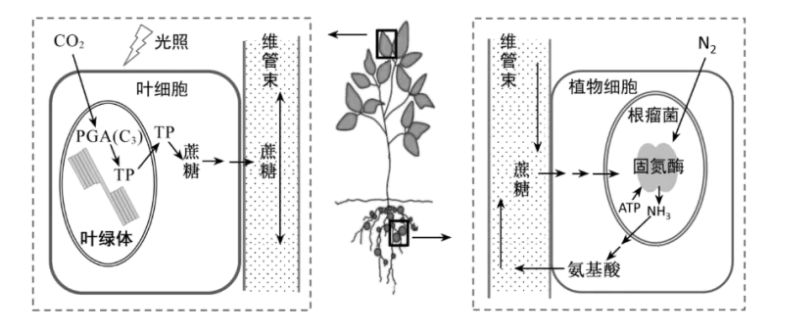 CO₂
光照
维管束
叶细胞
PGA(C₃)
TP
TP
蔗糖
蔗糖
叶绿体
维管束
N₂
植物细胞
根瘤菌
固氮酶
蔗糖
ATP
NH₃
氨基酸